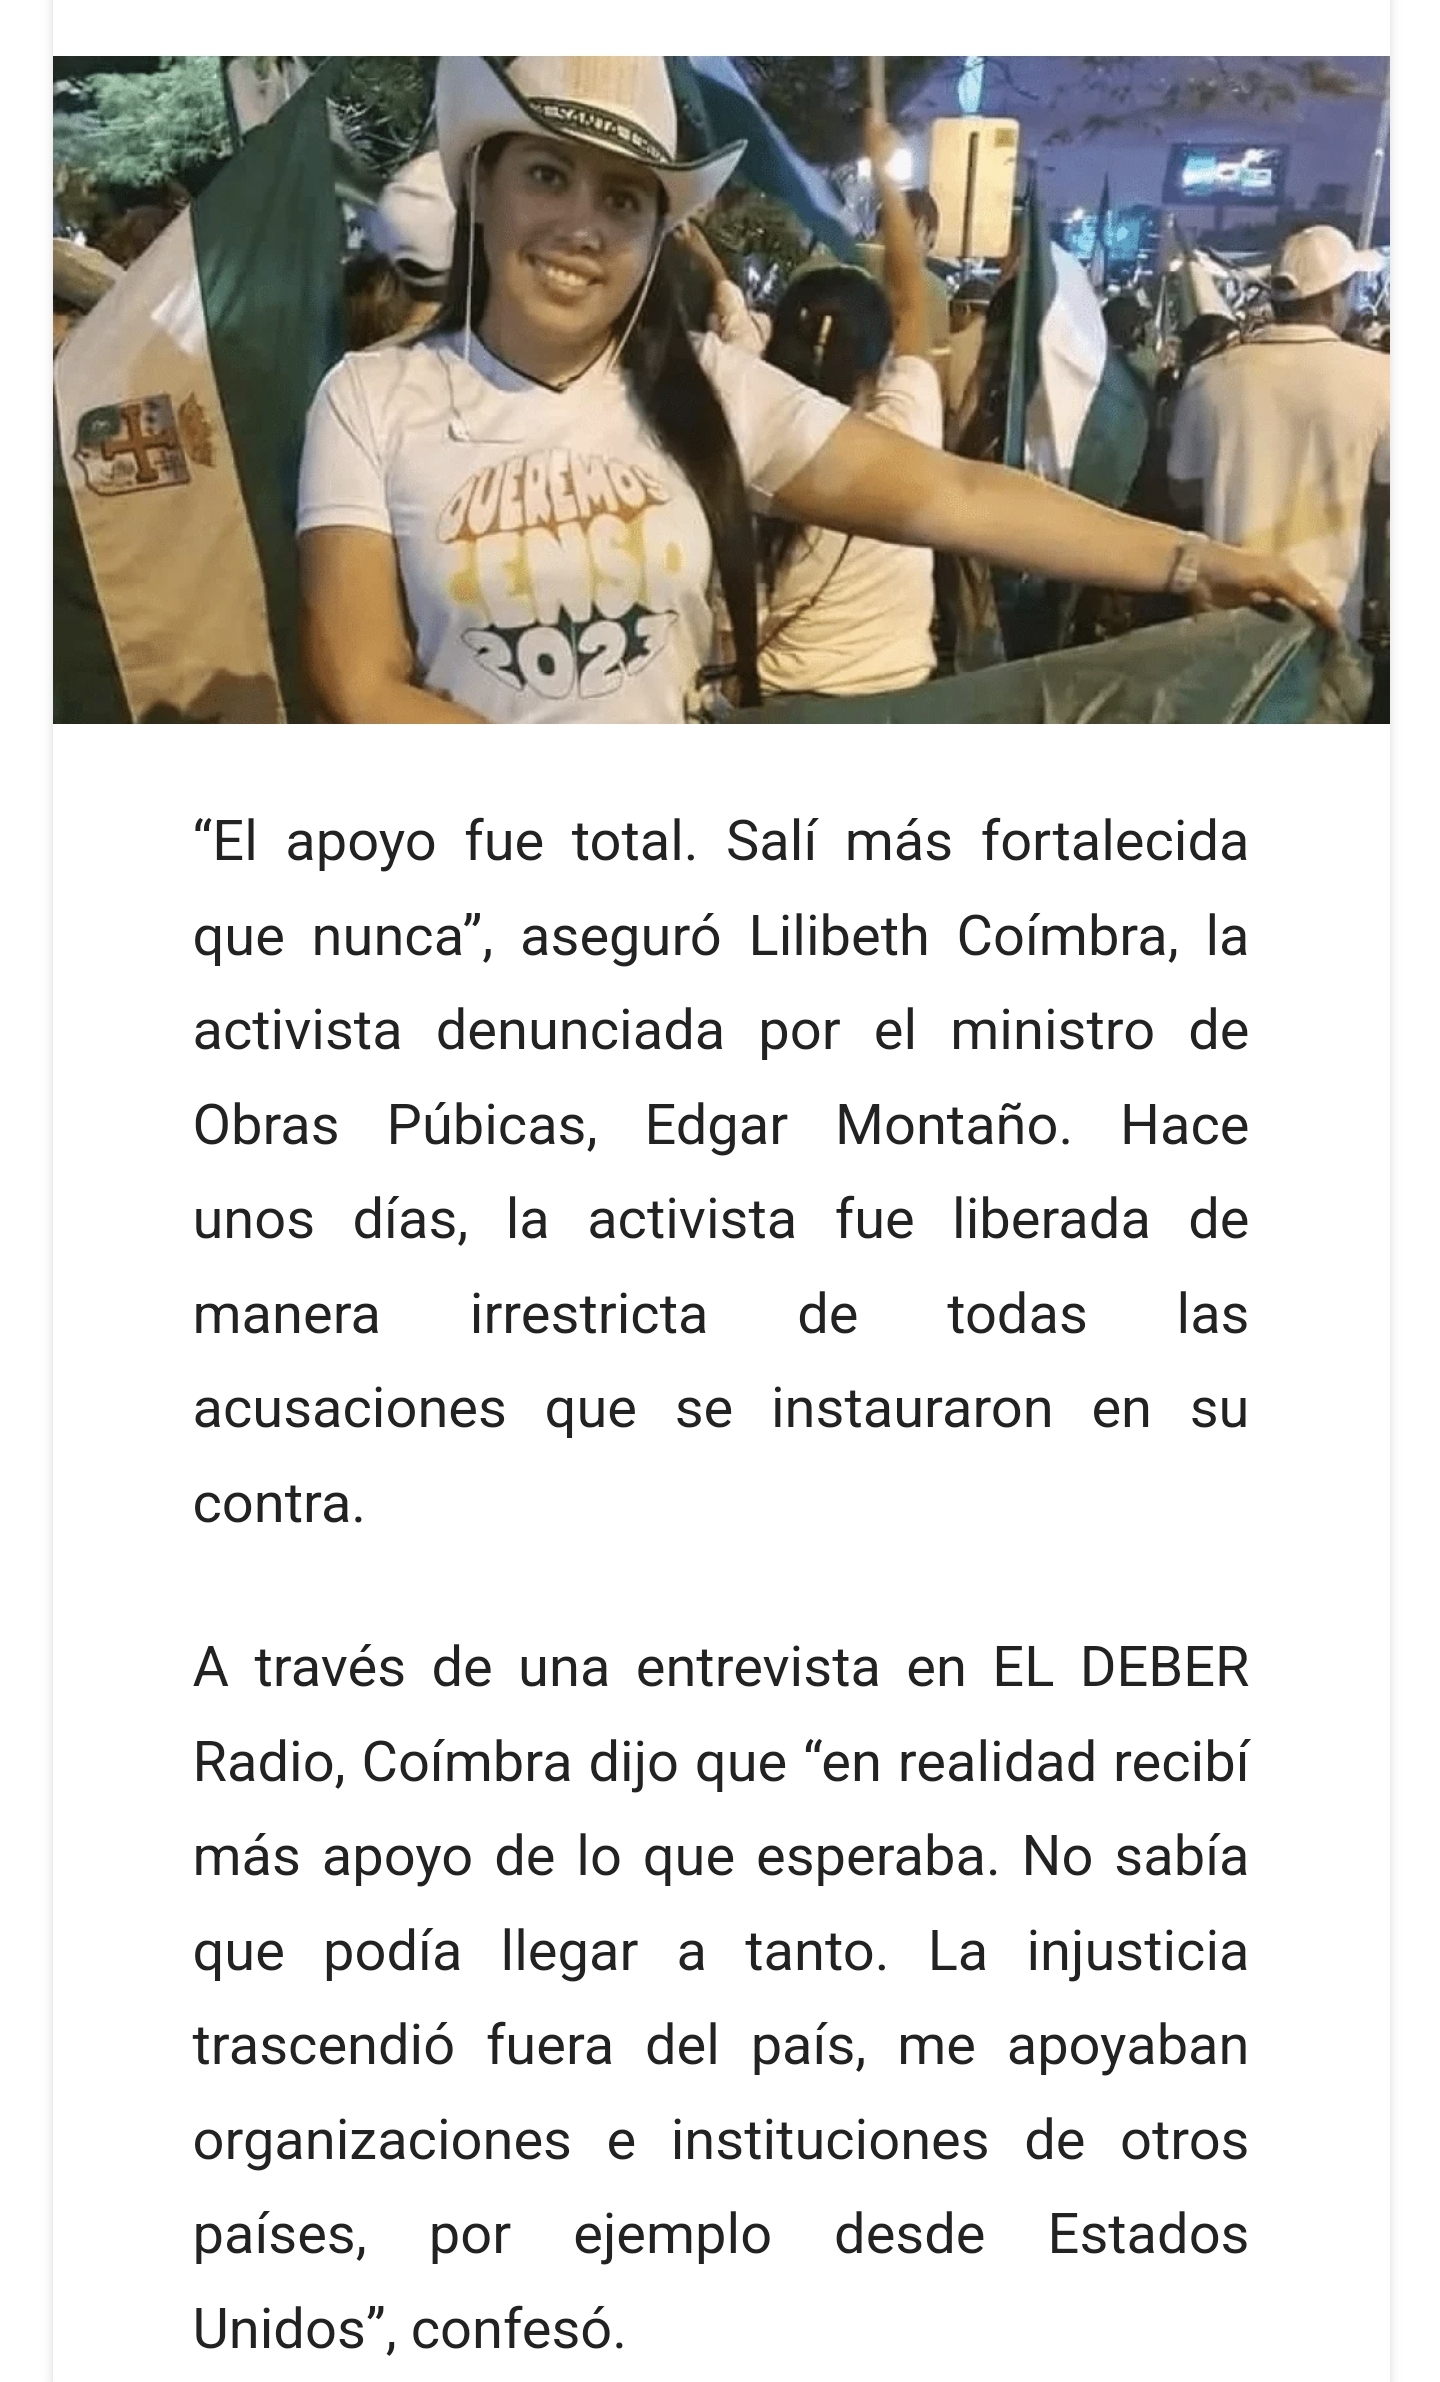 QUEREMOS
CENSO
2023
“El apoyo fue total. Salí más fortalecida
que nunca”, aseguró Lilibeth Coímbra, la
activista denunciada por el ministro de
Obras Púbicas, Edgar Montaño. Hace
unos días, la activista fue liberada de
manera irrestricta de todas las
acusaciones que se instauraron en su
contra.
A través de una entrevista en EL DEBER
Radio, Coímbra dijo que “en realidad recibí
más apoyo de lo que esperaba. No sabía
que podía llegar a tanto. La injusticia
trascendió fuera del país, me apoyaban
organizaciones e instituciones de otros
países, por ejemplo desde Estados
Unidos”, confesó.